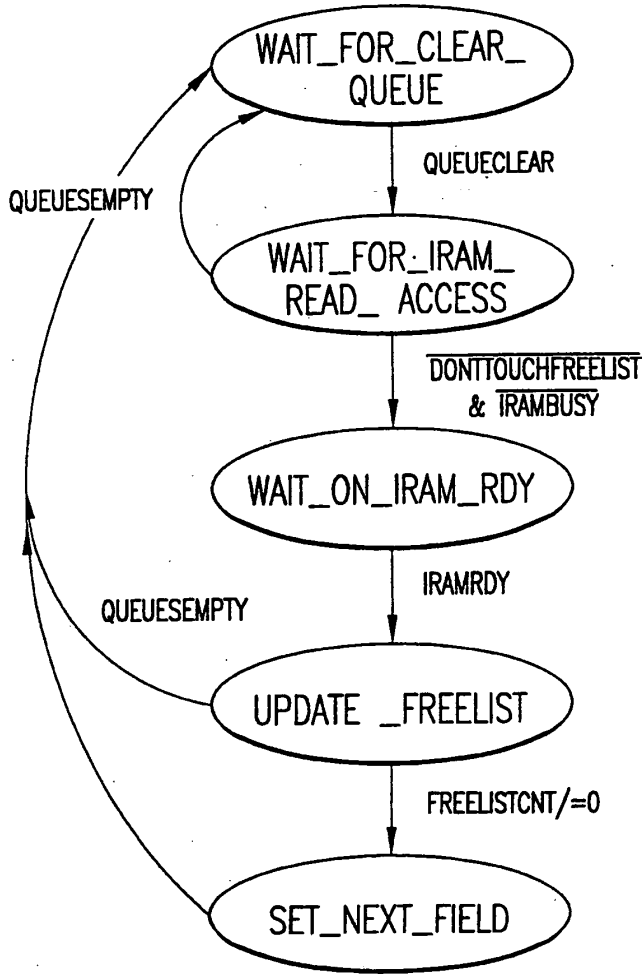 WAIT_FOR_CLEAR_
QUEUE
QUEUECLEAR
QUEUESEMPTY
WAIT_FOR_IRAM_
READ_ ACCESS
DONTTOUCHFREELIST
& IRAMBUSY
WAIT_ON_IRAM_RDY
IRAMRDY
QUEUESEMPTY
UPDATE _FREELIST
FREELISTCNT/=0
SET_NEXT_FIELD